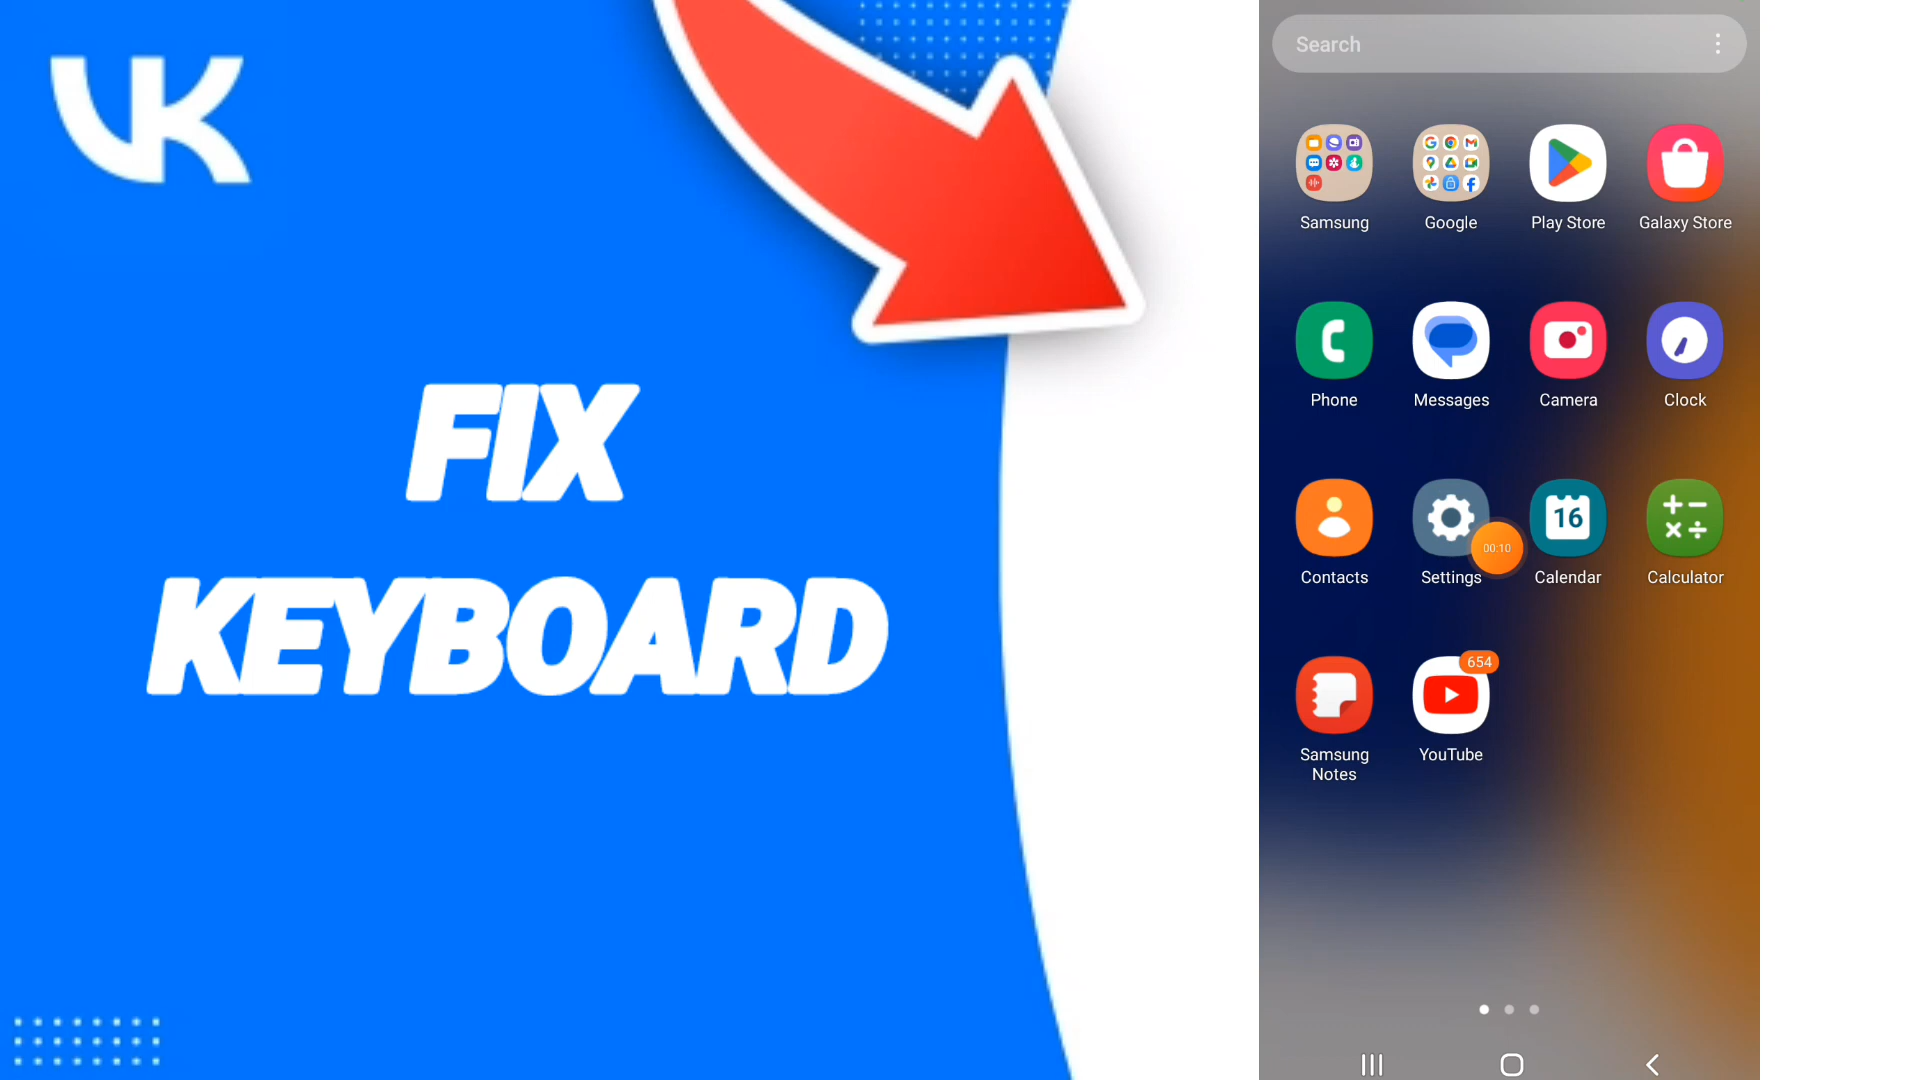 VK
FIX
KEYBOARD
Search
Samsung
Google
Play Store
Galaxy Store
Phone
Messages
Camera
Clock
16
Contacts
Settings
00:10
Calendar
Calculator
654
Samsung
Notes
YouTube